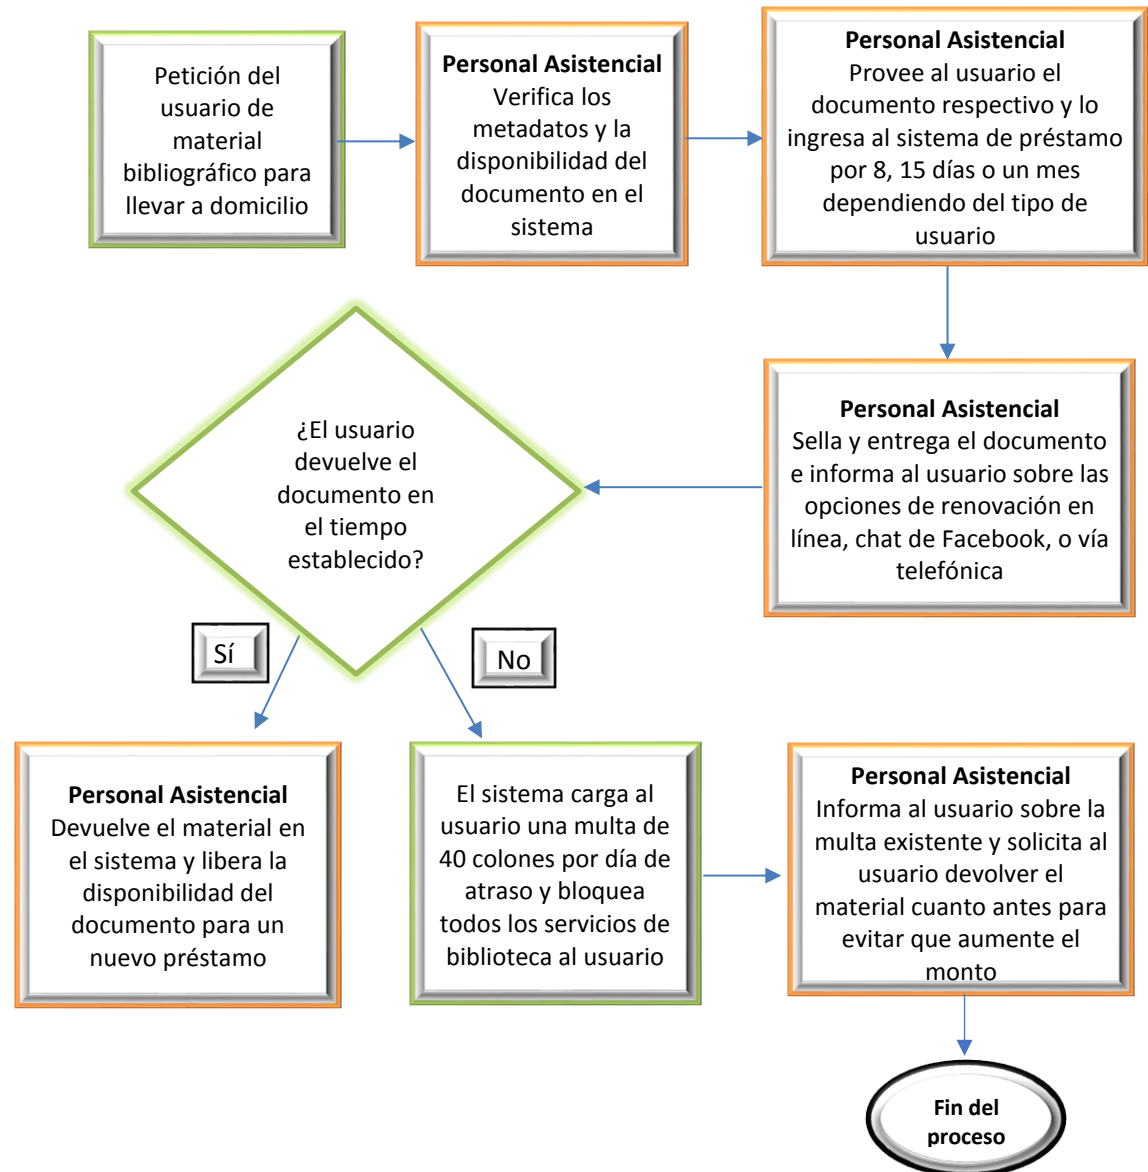 Petición del
usuario de
material
bibliográfico para
llevar a domicilio
Personal Asistencial
Verifica los
metadatos y la
disponibilidad del
documento en el
sistema
Personal Asistencial
Provee al usuario el
documento respectivo y lo
ingresa al sistema de préstamo
por 8, 15 días o un mes
dependiendo del tipo de
usuario
Personal Asistencial
Sella y entrega el documento
e informa al usuario sobre las
opciones de renovación en
línea, chat de Facebook, o vía
telefónica
¿El usuario
devuelve el
documento en
el tiempo
establecido?
Sí
No
Personal Asistencial
Devuelve el material en
el sistema y libera la
disponibilidad del
documento para un
nuevo préstamo
El sistema carga al
usuario una multa de
40 colones por día de
atraso y bloquea
todos los servicios de
biblioteca al usuario
Personal Asistencial
Informa al usuario sobre la
multa existente y solicita al
usuario devolver el
material cuanto antes para
evitar que aumente el
monto
Fin del
proceso